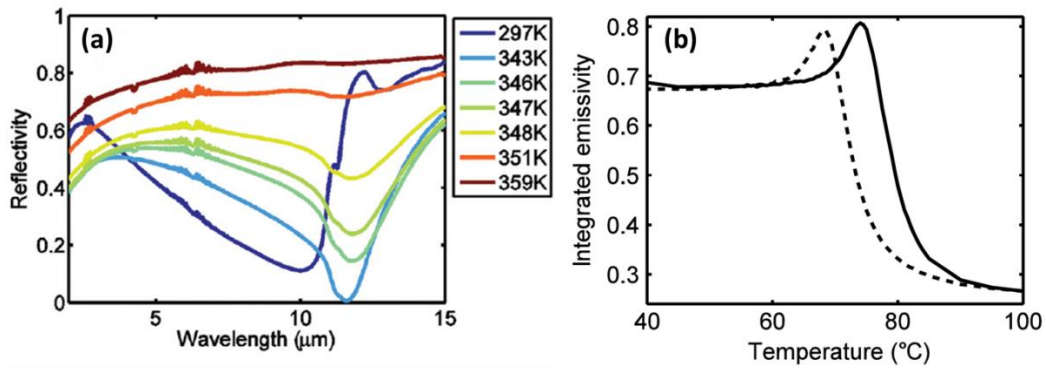 (a)
Reflectivity
1
0.8
0.6
0.4
0.2
0
5
10
15
Wavelength (μm)
297K
343K
346K
347K
348K
351K
359K
(b)
Integrated emissivity
0.8
0.7
0.6
0.5
0.4
0.3
40
60
80
100
Temperature (°C)